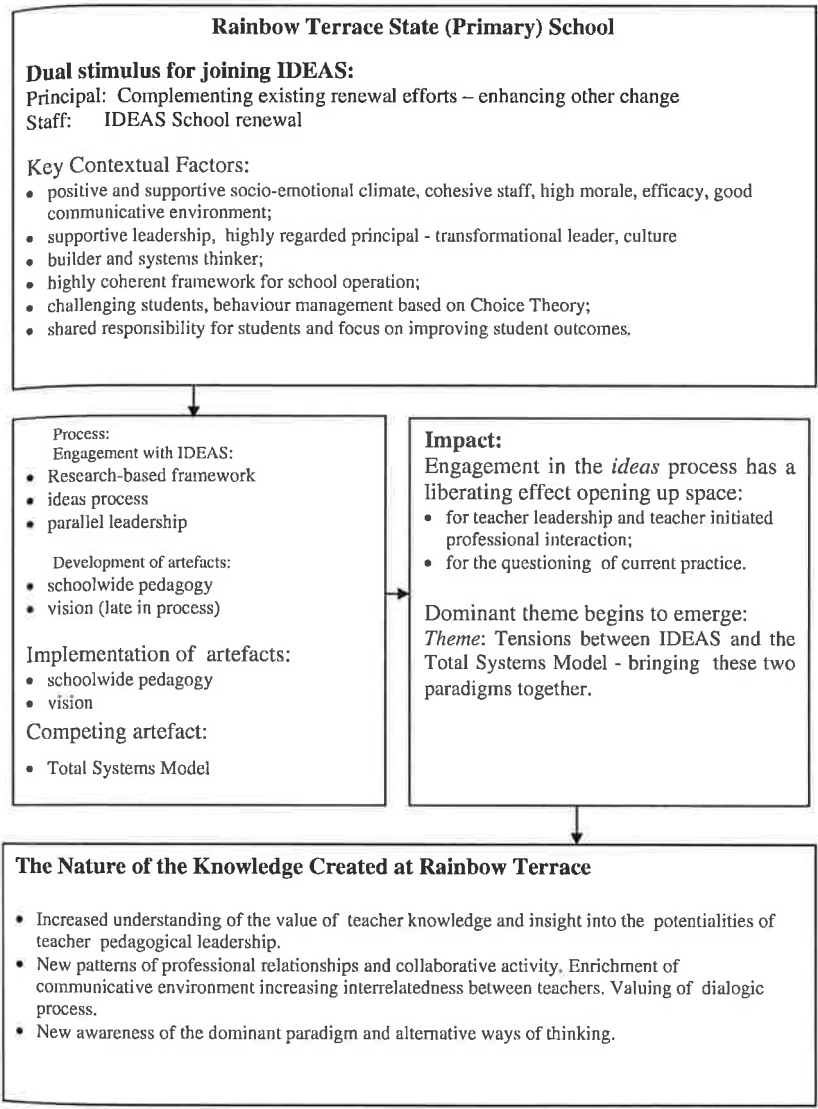 Rainbow Terrace State (Primary) School
Dual stimulus for joining IDEAS:
Principal: Complementing existing renewal efforts – enhancing other change
Staff: IDEAS School renewal
Key Contextual Factors:
• positive and supportive socio-emotional climate, cohesive staff, high morale, efficacy, good
communicative environment;
• supportive leadership, highly regarded principal - transformational leader, culture
• builder and systems thinker;
• highly coherent framework for school operation;
• challenging students, behaviour management based on Choice Theory;
• shared responsibility for students and focus on improving student outcomes.
Process:
Engagement with IDEAS:
• Research-based framework
• ideas process
• parallel leadership
Development of artefacts:
• schoolwide pedagogy
• vision (late in process)
Implementation of artefacts:
• schoolwide pedagogy
• vision
Competing artefact:
• Total Systems Model
Impact:
Engagement in the ideas process has a
liberating effect opening up space:
• for teacher leadership and teacher initiated
professional interaction;
• for the questioning of current practice.
Dominant theme begins to emerge:
Theme: Tensions between IDEAS and the
Total Systems Model - bringing these two
paradigms together.
The Nature of the Knowledge Created at Rainbow Terrace
• Increased understanding of the value of teacher knowledge and insight into the potentialities of
teacher pedagogical leadership.
• New patterns of professional relationships and collaborative activity. Enrichment of
communicative environment increasing interrelatedness between teachers. Valuing of dialogic
process.
• New awareness of the dominant paradigm and alternative ways of thinking.